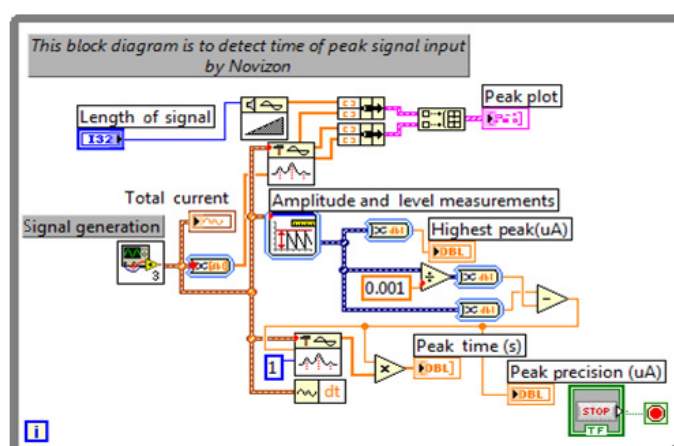 This block diagram is to detect time of peak signal input
by Novizon
Peak plot
Length of signal
I32
Total current
Amplitude and level measurements
Signal generation
Highest peak(uA)
DBL
3
0.001
Peak time (s)
1
DBL
Peak precision (uA)
dt
DBL
STOP
TF
i